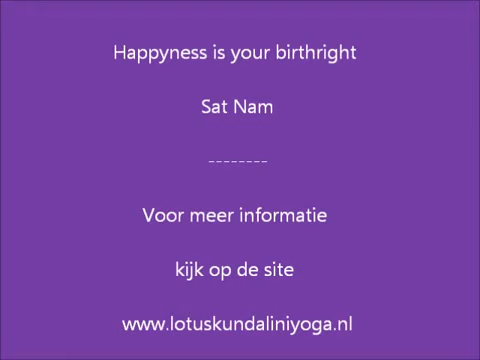 Happyness is your birthright
Sat Nam
--------
Voor meer informatie
kijk op de site
www.lotuskundaliniyoga.nl